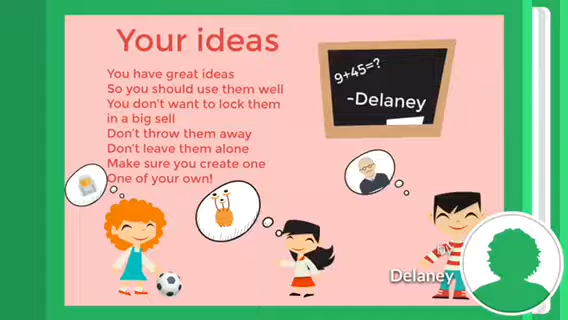 Your ideas
You have great ideas
So you should use them well
You don't want to lock them
in a big sell
Don't throw them away
Don't leave them alone
Make sure you create one
One of your own!
9+45=?
-Delaney
Delaney